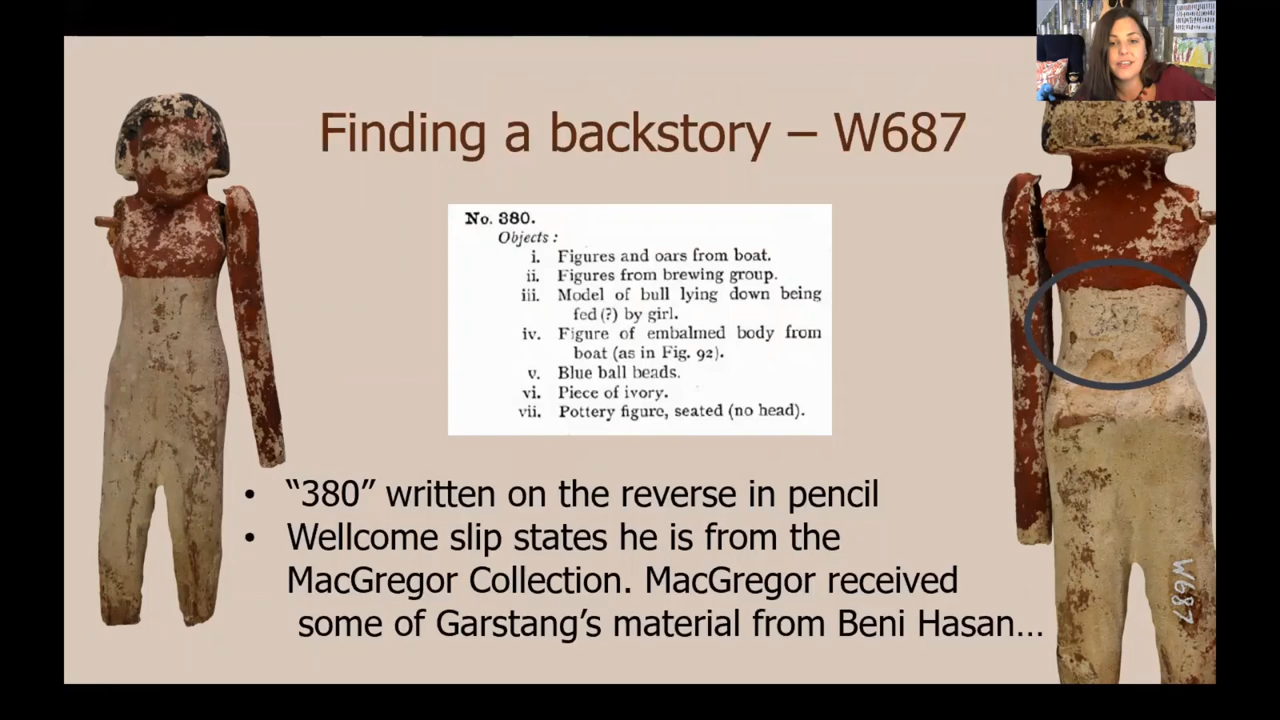 Finding a backstory – W687
No. 380.
Objects :
i. Figures and oars from boat.
ii. Figures from brewing group.
iii. Model of bull lying down being
fed (?) by girl.
iv. Figure of embalmed body from
boat (as in Fig. 92).
v. Blue ball beads.
vi. Piece of ivory.
vii. Pottery figure, seated (no head).
380
• “380” written on the reverse in pencil
• Wellcome slip states he is from the
MacGregor Collection. MacGregor received
some of Garstang’s material from Beni Hasan…
W687